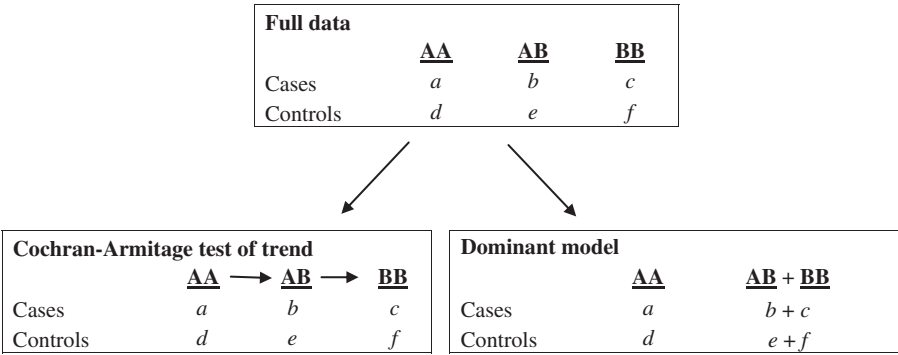 Full data
AA AB BB
Cases a b c
Controls d e f
Cochran-Armitage test of trend
AA AB BB
Cases a b c
Controls d e f
Dominant model
AA AB + BB
Cases a b + c
Controls d e + f